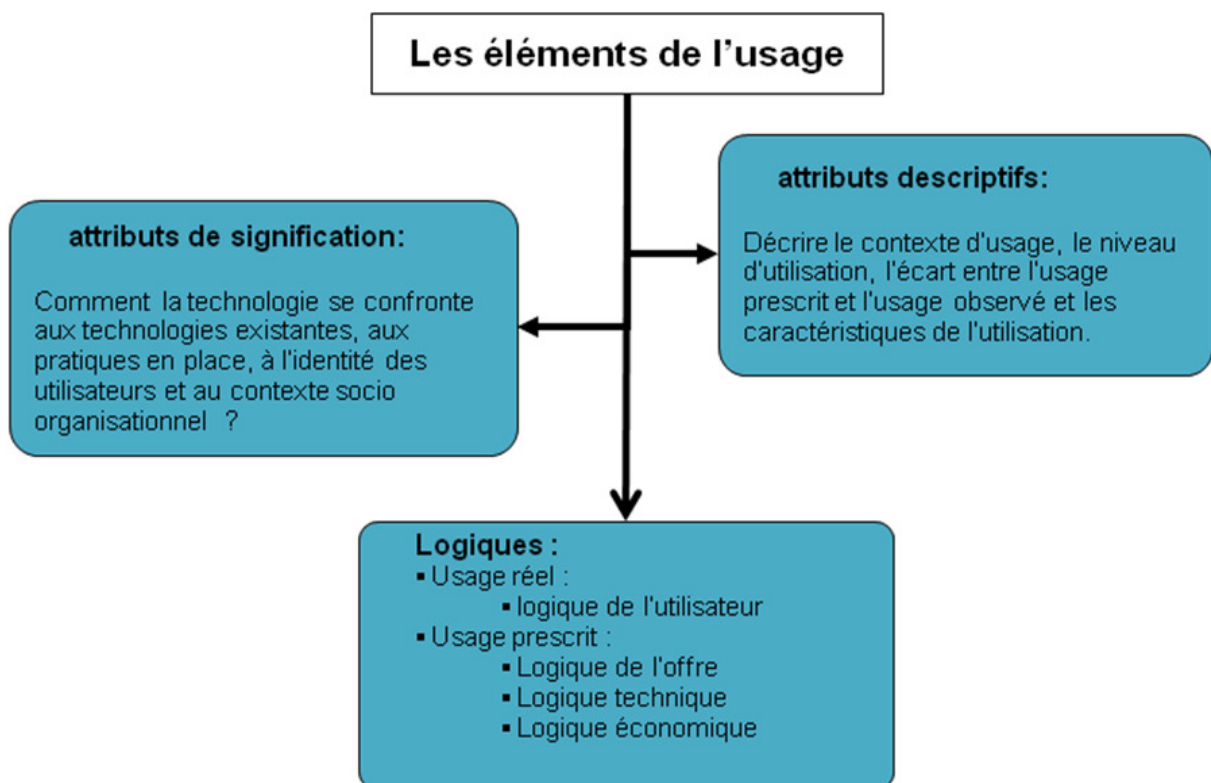 Les éléments de l'usage
attributs descriptifs:
Décrire le contexte d'usage, le niveau
d'utilisation, l'écart entre l'usage
prescrit et l'usage observé et les
caractéristiques de l'utilisation.
attributs de signification:
Comment la technologie se confronte
aux technologies existantes, aux
pratiques en place, à l'identité des
utilisateurs et au contexte socio
organisationnel ?
Logiques :
▪ Usage réel :
▪ logique de l'utilisateur
▪ Usage prescrit :
▪ Logique de l'offre
▪ Logique technique
▪ Logique économique